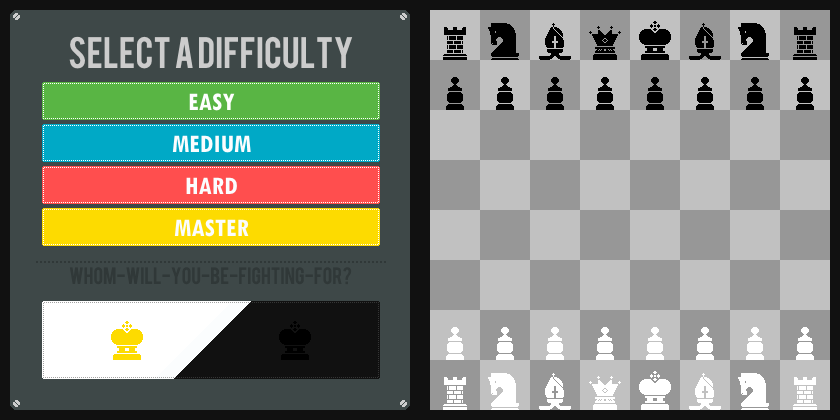 SELECT A DIFFICULTY
EASY
MEDIUM
HARD
MASTER
WHOM-WILL-YOU-BE-FIGHTING-FOR?